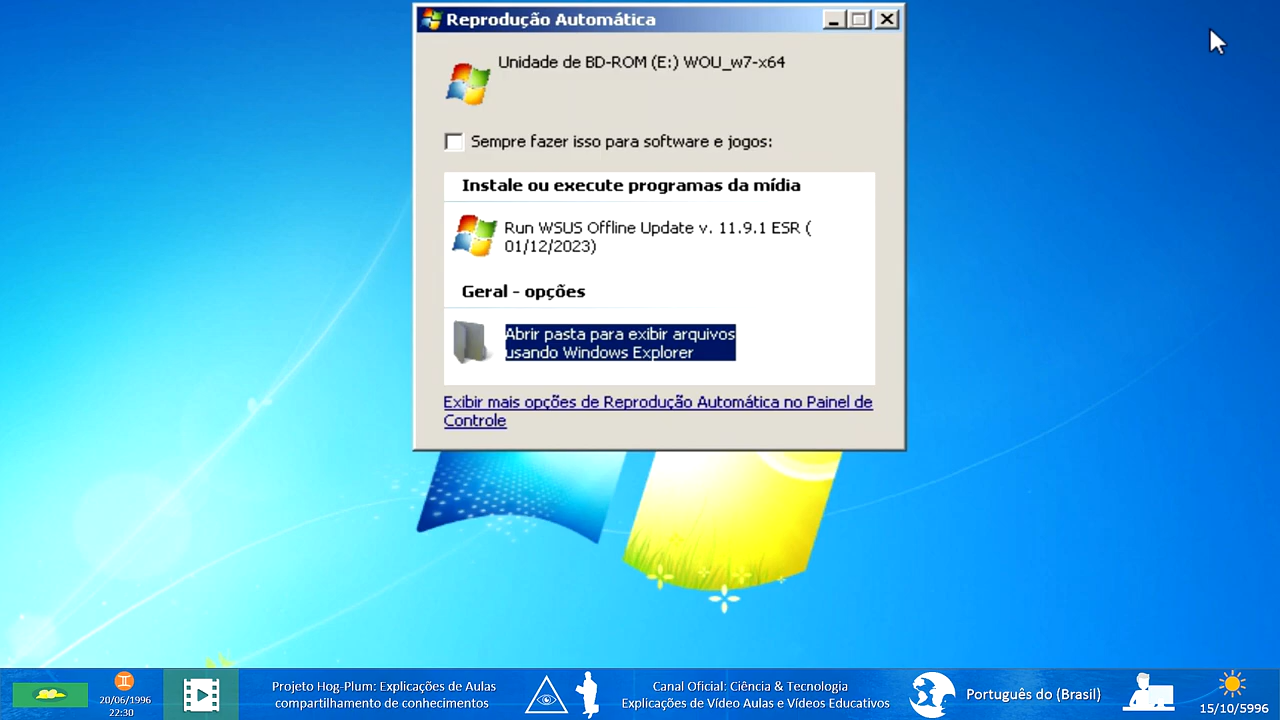 Reprodução Automática
Unidade de BD-ROM (E:) WOU_w7-x64
Sempre fazer isso para software e jogos:
Instale ou execute programas da mídia
Run WSUS Offline Update v. 11.9.1 ESR (
01/12/2023)
Geral - opções
Abrir pasta para exibir arquivos
usando Windows Explorer
Exibir mais opções de Reprodução Automática no Painel de
Controle
20/06/1996
22:30
Projeto Hog-Plum: Explicações de Aulas
compartilhamento de conhecimentos
Canal Oficial: Ciência & Tecnologia
Explicações de Vídeo Aulas e Vídeos Educativos
Português do (Brasil)
15/10/5996